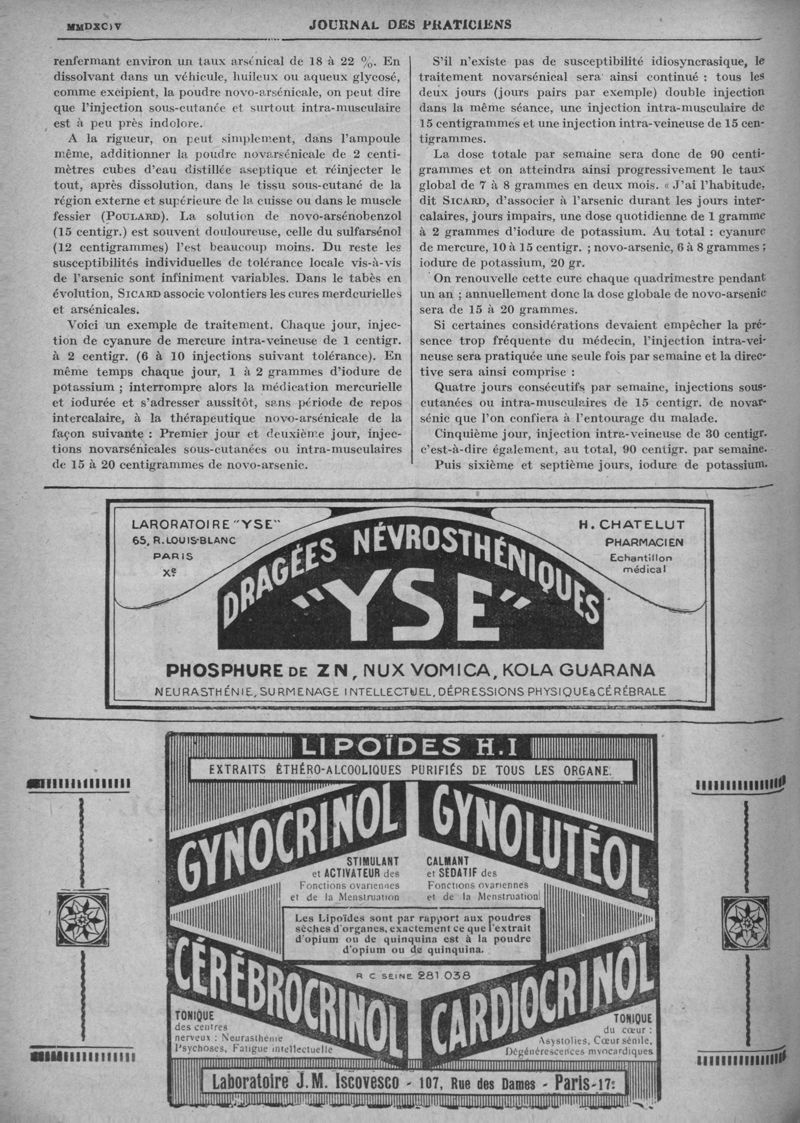 MMDXCIV
JOURNAL DES PRATICIENS
renfermant environ un taux arsénical de 18 à 22 %. En
dissolvant dans un véhicule, huileux ou aqueux glycosé,
comme excipient, la poudre novo-arsénicale, on peut dire
que l'injection sous-cutanée et surtout intra-musculaire
est à peu près indolore.
A la rigueur, on peut simplement, dans l'ampoule
même, additionner la poudre novarsénicale de 2 centi-
mètres cubes d'eau distillée aseptique et réinjecter le
tout, après dissolution, dans le tissu sous-cutané de la
région externe et supérieure de la cuisse ou dans le muscle
fessier (POULARD). La solution de novo-arsénobenzol
(15 centigr.) est souvent douloureuse, celle du sulfarsénol
(12 centigrammes) l'est beaucoup moins. Du reste les
susceptibilités individuelles de tolérance locale vis-à-vis
de l'arsenic sont infiniment variables. Dans le tabès en
évolution, SICARD associe volontiers les cures merdcurielles
et arsénicales.
Voici un exemple de traitement. Chaque jour, injec-
tion de cyanure de mercure intra-veineuse de 1 centigr.
à 2 centigr. (6 à 10 injections suivant tolérance). En
même temps chaque jour, 1 à 2 grammes d'iodure de
potassium ; interrompre alors la médication mercurielle
et iodurée et s'adresser aussitôt, sans période de repos
intercalaire, à la thérapeutique novo-arsénicale de la
façon suivante : Premier jour et deuxième jour, injec-
tions novarsénicales sous-cutanées ou intra-musculaires
de 15 à 20 centigrammes de novo-arsenic.
S'il n'existe pas de susceptibilité idiosyncrasique, le
traitement novarsénical sera ainsi continué : tous les
deux jours (jours pairs par exemple) double injection
dans la même séance, une injection intra-musculaire de
15 centigrammes et une injection intra-veineuse de 15 cen-
tigrammes.
La dose totale par semaine sera donc de 90 centi-
grammes et on atteindra ainsi progressivement le taux
global de 7 à 8 grammes en deux mois. « J'ai l'habitude,
dit SICARD, d'associer à l'arsenic durant les jours inter-
calaires, jours impairs, une dose quotidienne de 1 gramme
à 2 grammes d'iodure de potassium. Au total : cyanure
de mercure, 10 à 15 centigr. ; novo-arsenic, 6 à 8 grammes ;
iodure de potassium, 20 gr.
On renouvelle cette cure chaque quadrimestre pendant
un an ; annuellement donc la dose globale de novo-arsenic
sera de 15 à 20 grammes.
Si certaines considérations devaient empêcher la pré-
sence trop fréquente du médecin, l'injection intra-vei-
neuse sera pratiquée une seule fois par semaine et la direc-
tive sera ainsi comprise :
Quatre jours consécutifs par semaine, injections sous-
cutanées ou intra-musculaires de 15 centigr. de novar-
sénic que l'on confiera à l'entourage du malade.
Cinquième jour, injection intra-veineuse de 30 centigr.
c'est-à-dire également, au total, 90 centigr. par semaine.
Puis sixième et septième jours, iodure de potassium.
LARORATOIRE "YSE"
65, R. LOUIS-BLANC
PARIS
Xe
H. CHATELUT
PHARMACIEN
Echantillon
médical
DRAGÉES NÉVROSTHÉNIQUES
"YSE"
PHOSPHURE DE ZN, NUX VOMICA, KOLA GUARANA
NEURASTHÉNIE, SURMENAGE INTELLECTUEL, DÉPRESSIONS PHYSIQUE & CÉRÉBRALE
LIPOÏDES H.I
EXTRAITS ÉTHÉRO-ALCOOLIQUES PURIFIÉS DE TOUS LES ORGANE.
GYNOCRINOL
GYNOLUTÉOL
STIMULANT
et ACTIVATEUR des
Fonctions ovariennes
et de la Menstruation
CALMANT
et SÉDATIF des
Fonctions ovariennes
et de la Menstruation
Les Lipoïdes sont par rapport aux poudres
sèches d'organes, exactement ce que l'extrait
d'opium ou de quinquina est à la poudre
d'opium ou de quinquina.
R C SEINE 281.038
CÉRÉBROCRINOL
CARDIOCRINOL
TONIQUE
des centres
nerveux : Neurasthénie
Psychoses, Fatigue intellectuelle
TONIQUE
du cœur :
Asystolies, Cœur sénile,
Dégénérescences myocardiques
Laboratoire J. M. ISCOVESCO - 107, Rue des Dames - Paris-17e